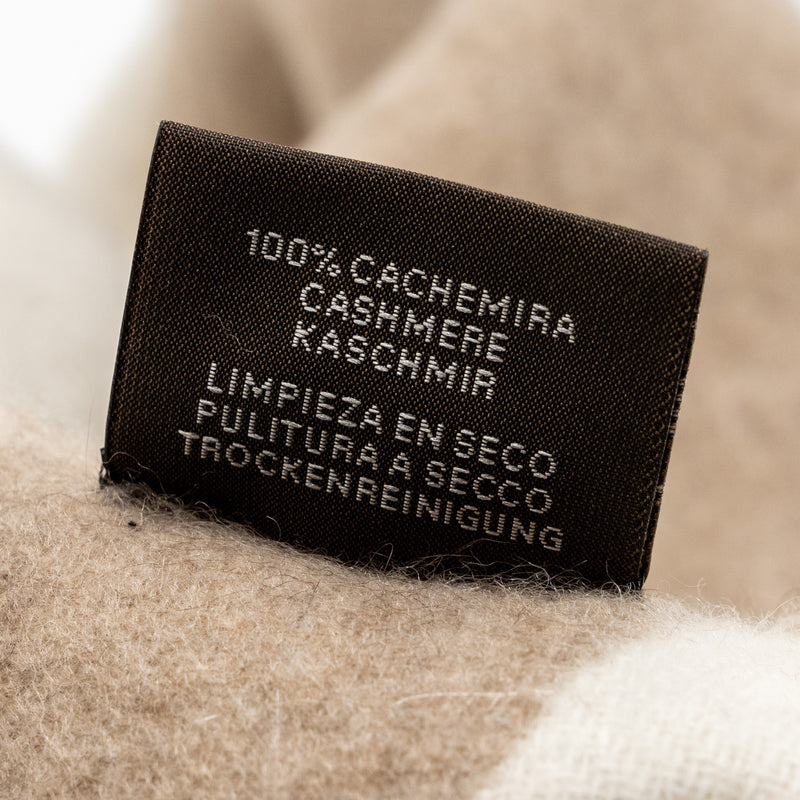 100% CACHEMIRA
CASHMERE
KASCHMIR
LIMPIEZA EN SECO
PULITURA A SECCO
TROCKENREINIGUNG